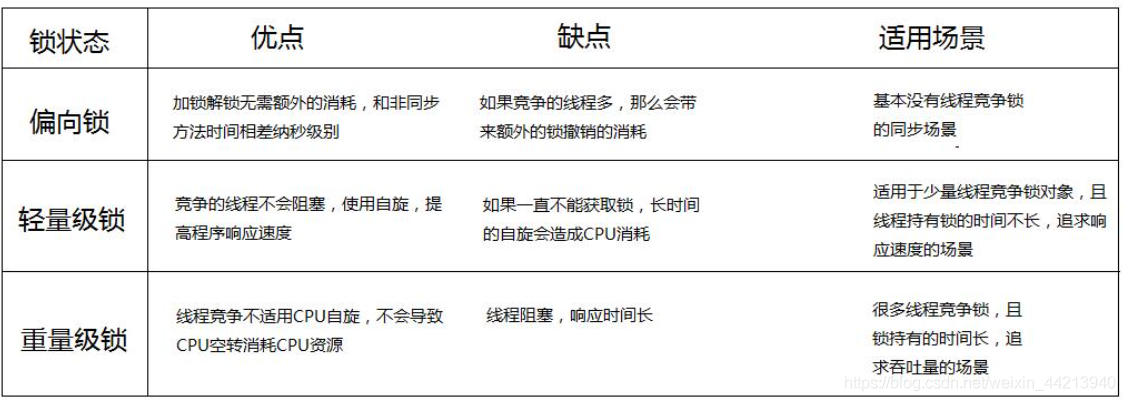 锁状态 优点 缺点 适用场景
偏向锁
加锁解锁无需额外的消耗，和非同步
方法时间相差纳秒级别
如果竞争的线程多，那么会带
来额外的锁撤销的消耗
基本没有线程竞争锁
的同步场景
轻量级锁
竞争的线程不会阻塞，使用自旋，提
高程序响应速度
如果一直不能获取锁，长时间
的自旋会造成CPU消耗
适用于少量线程竞争锁对象，且
线程持有锁的时间不长，追求响
应速度的场景
重量级锁
线程竞争不适用CPU自旋，不会导致
CPU空转消耗CPU资源
线程阻塞，响应时间长
很多线程竞争锁，且
锁持有的时间长，追
求吞吐量的场景
https://blog.csdn.net/weixin_44213940